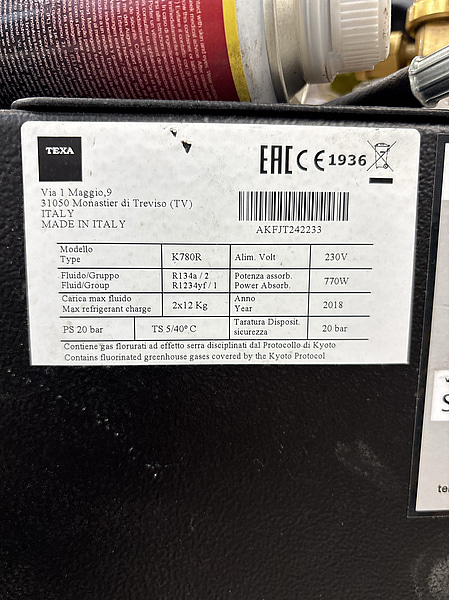 TEXA
EAC CE 1936
Via 1 Maggio,9
31050 Monastier di Treviso (TV)
ITALY
MADE IN ITALY
AKFJT242233
Modello
Type
K780R
Alim. Volt
230V
Fluido/Gruppo
Fluid/Group
R134a / 2
R1234yf / 1
Potenza assorb.
Power Absorb.
770W
Carica max fluido
Max refrigerant charge
2x12 Kg
Anno
Year
2018
PS 20 bar
TS 5/40° C
Taratura Disposit.
sicurezza
20 bar
Contiene gas florurati ad effetto serra disciplinati dal Protocollo di Kyoto
Contains fluorinated greenhouse gases covered by the Kyoto Protocol